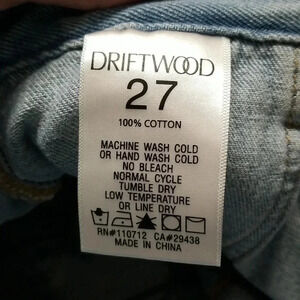 DRIFTWOOD
27
100% COTTON
MACHINE WASH COLD
OR HAND WASH COLD
NO BLEACH
NORMAL CYCLE
TUMBLE DRY
LOW TEMPERATURE
OR LINE DRY
RN#110712 CA#29438
MADE IN CHINA